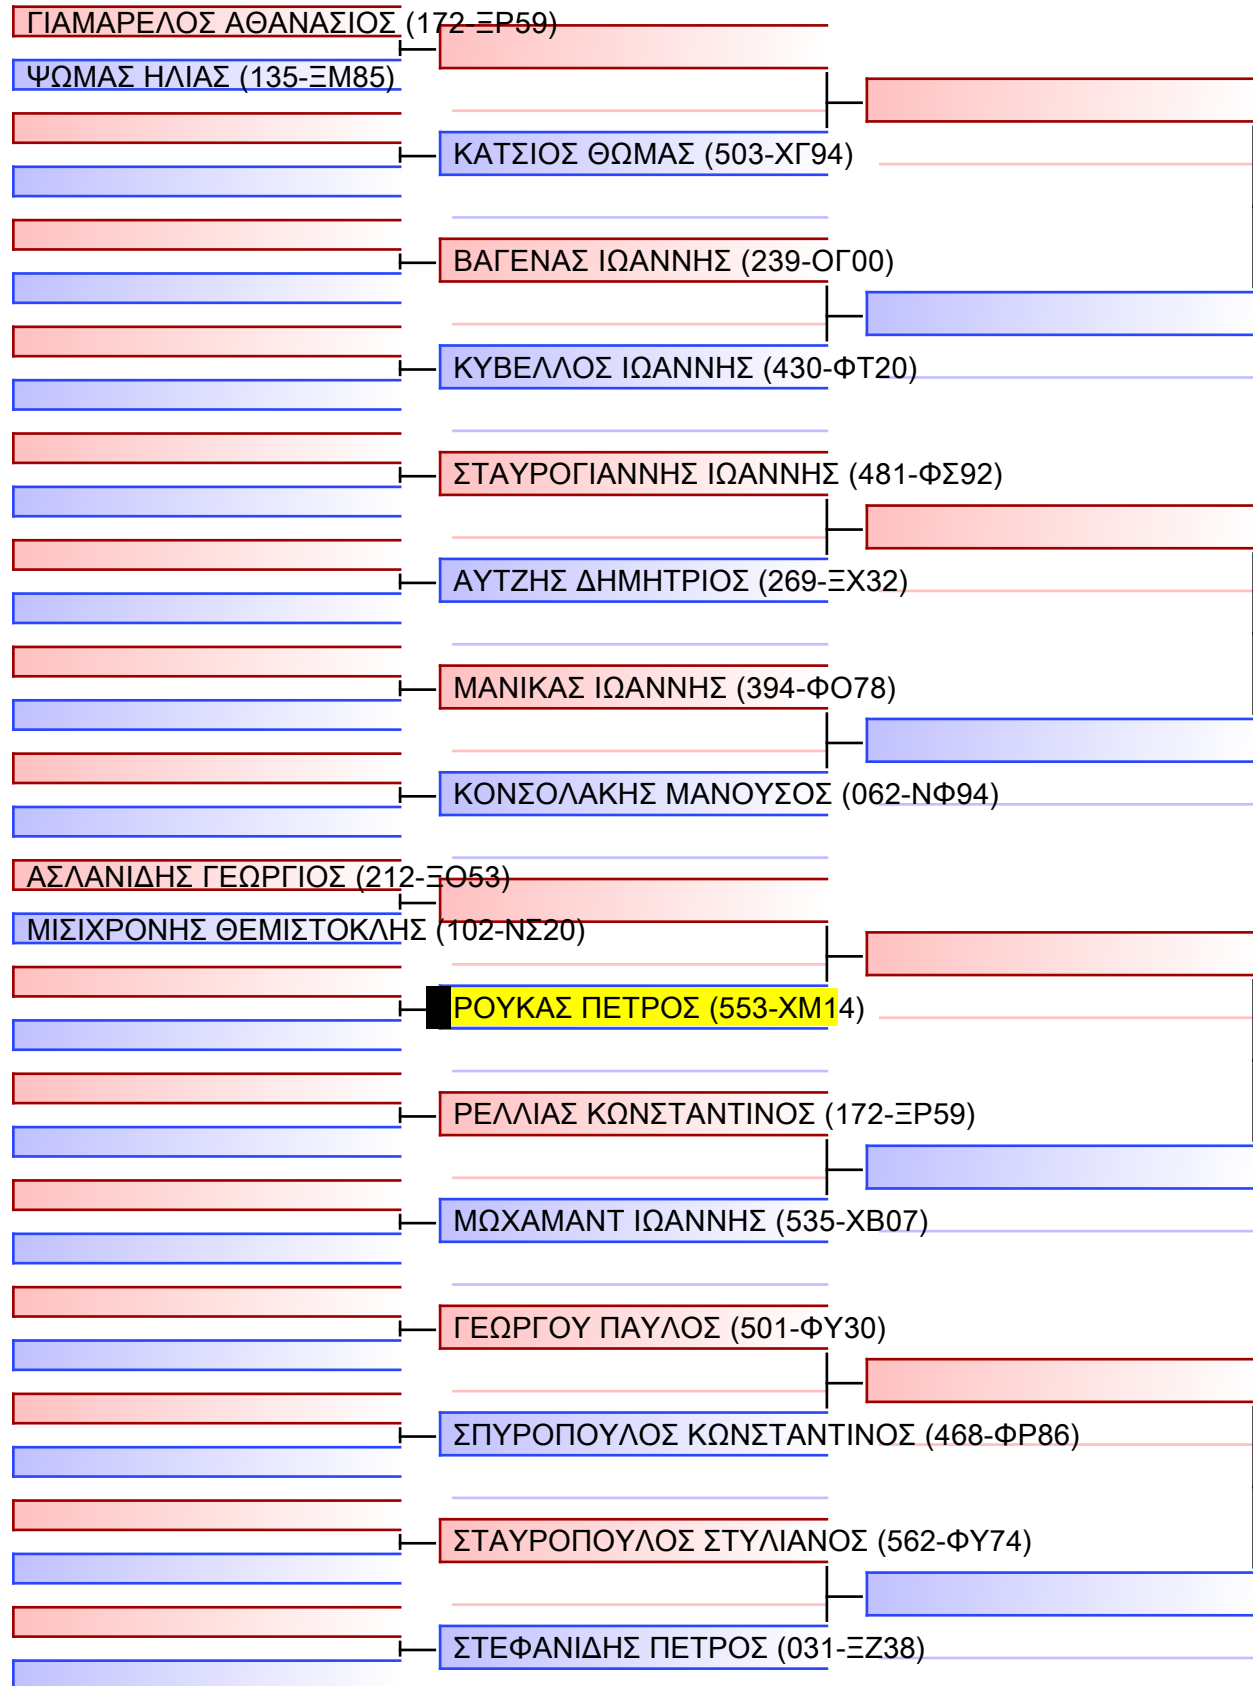 ΓΙΑΜΑΡΕΛΟΣ ΑΘΑΝΑΣΙΟΣ (172-ΞΡ59)
ΨΩΜΑΣ ΗΛΙΑΣ (135-ΞΜ85)
ΚΑΤΣΙΟΣ ΘΩΜΑΣ (503-ΧΓ94)
ΒΑΓΕΝΑΣ ΙΩΑΝΝΗΣ (239-ΟΓ00)
ΚΥΒΕΛΛΟΣ ΙΩΑΝΝΗΣ (430-ΦΤ20)
ΣΤΑΥΡΟΓΙΑΝΝΗΣ ΙΩΑΝΝΗΣ (481-ΦΣ92)
ΑΥΤΖΗΣ ΔΗΜΗΤΡΙΟΣ (269-ΞΧ32)
ΜΑΝΙΚΑΣ ΙΩΑΝΝΗΣ (394-ΦΟ78)
ΚΟΝΣΟΛΑΚΗΣ ΜΑΝΟΥΣΟΣ (062-ΝΦ94)
ΑΣΛΑΝΙΔΗΣ ΓΕΩΡΓΙΟΣ (212-ΞΟ53)
ΜΙΣΙΧΡΟΝΗΣ ΘΕΜΙΣΤΟΚΛΗΣ (102-ΝΣ20)
ΡΟΥΚΑΣ ΠΕΤΡΟΣ (553-ΧΜ14)
ΡΕΛΛΙΑΣ ΚΩΝΣΤΑΝΤΙΝΟΣ (172-ΞΡ59)
ΜΩΧΑΜΑΝΤ ΙΩΑΝΝΗΣ (535-ΧΒ07)
ΓΕΩΡΓΟΥ ΠΑΥΛΟΣ (501-ΦΥ30)
ΣΠΥΡΟΠΟΥΛΟΣ ΚΩΝΣΤΑΝΤΙΝΟΣ (468-ΦΡ86)
ΣΤΑΥΡΟΠΟΥΛΟΣ ΣΤΥΛΙΑΝΟΣ (562-ΦΥ74)
ΣΤΕΦΑΝΙΔΗΣ ΠΕΤΡΟΣ (031-ΞΖ38)